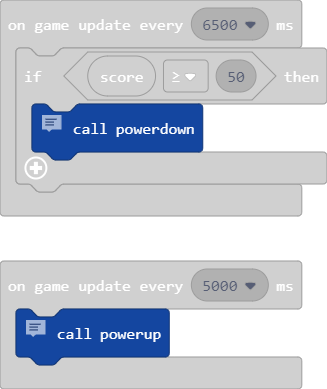 on game update every 6500 ms
if score ≥ 50 then
call powerdown
on game update every 5000 ms
call powerup